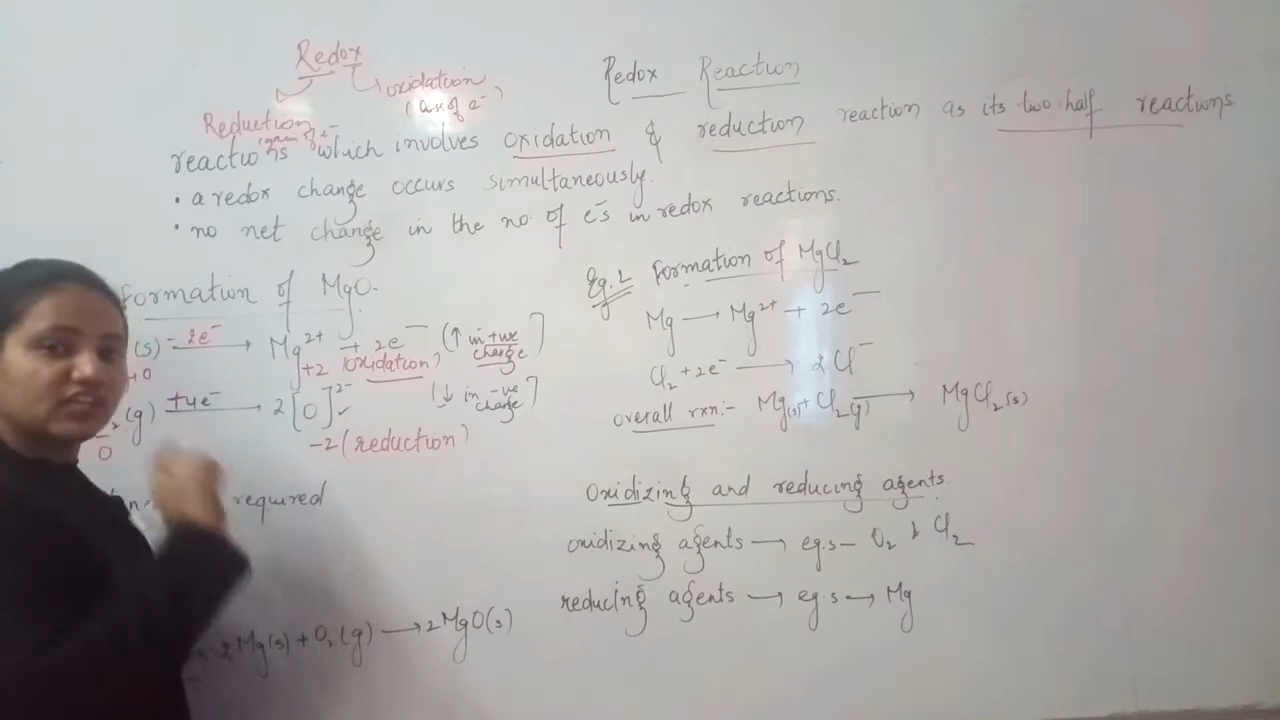 Redox
oxidation
(loss of e⁻)
Reduction
gain of e⁻
Redox Reaction
reactions which involves oxidation & reduction reaction as its two half reactions
• a redox change occurs simultaneously.
• no net change in the no. of e⁻s in redox reactions.
Formation of MgO.
(s) -2e⁻ ⟶ Mg²⁺ + 2e⁻ (↑ in +ve charge]
0 +2 (oxidation)
₂(g) +4e⁻ ⟶ 2[O]²⁻ (↓ in -ve charge]
0 -2 (reduction)
required
2Mg(s) + O₂(g) ⟶ 2MgO(s)
Eg.2 Formation of MgCl₂
Mg ⟶ Mg²⁺ + 2e⁻
Cl₂ + 2e⁻ ⟶ 2Cl⁻
overall rxn:- Mg(s) + Cl₂(g) ⟶ MgCl₂(s)
Oxidizing and reducing agents.
oxidizing agents ⟶ eg.s – O₂ & Cl₂
reducing agents ⟶ eg.s ⟶ Mg